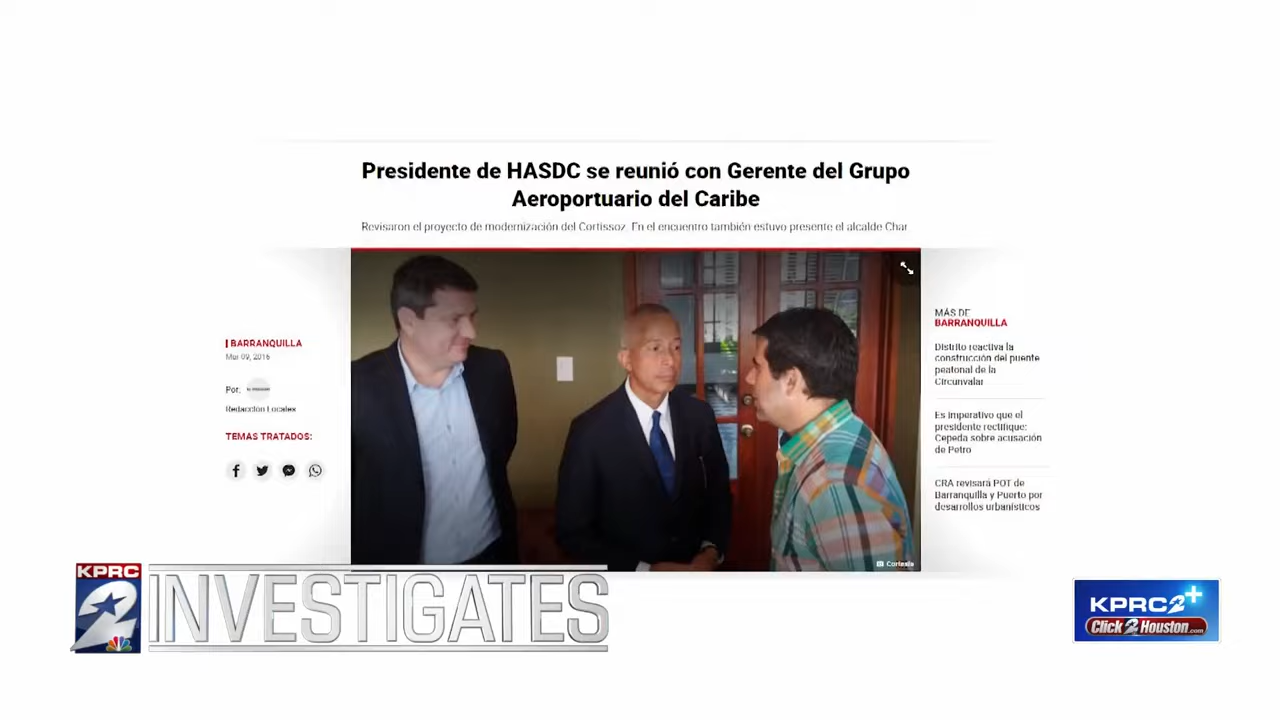 Presidente de HASDC se reunió con Gerente del Grupo
Aeroportuario del Caribe
Revisaron el proyecto de modernización del Cortissoz. En el encuentro también estuvo presente el alcalde Char
BARRANQUILLA
Mar 09, 2016
Por:
Redacción Locales
TEMAS TRATADOS:
Cortesía
MÁS DE
BARRANQUILLA
Distrito reactiva la
construcción del puente
peatonal de la
Circunvalar
Es imperativo que el
presidente rectifique:
Cepeda sobre acusación
de Petro
CRA revisará POT de
Barranquilla y Puerto por
desarrollos urbanísticos
KPRC
2
INVESTIGATES
KPRC2+
Click2Houston.com